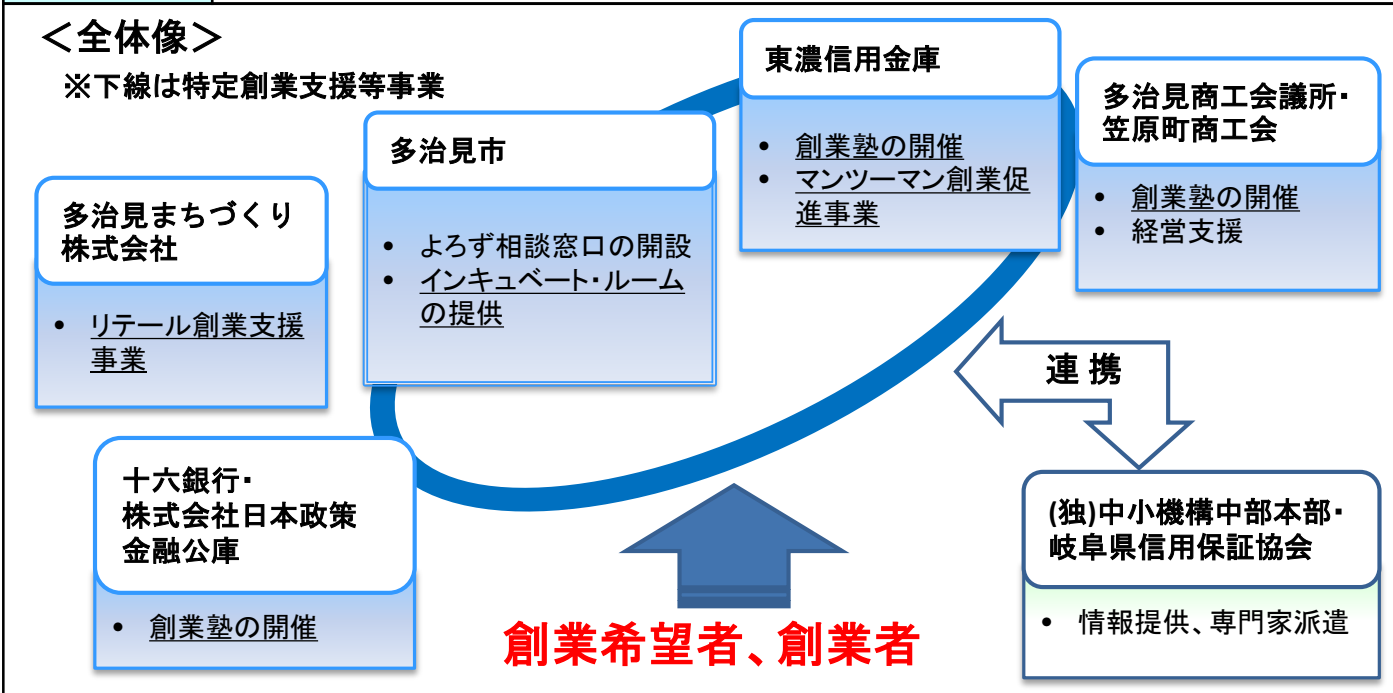 ＜全体像＞
※下線は特定創業支援等事業
東濃信用金庫
• 創業塾の開催
• マンツーマン創業促
進事業
多治見商工会議所・
笠原町商工会
• 創業塾の開催
• 経営支援
多治見市
• よろず相談窓口の開設
• インキュベート・ルーム
の提供
多治見まちづくり
株式会社
• リテール創業支援
事業
連 携
十六銀行・
株式会社日本政策
金融公庫
• 創業塾の開催
(独)中小機構中部本部・
岐阜県信用保証協会
• 情報提供、専門家派遣
創業希望者、創業者